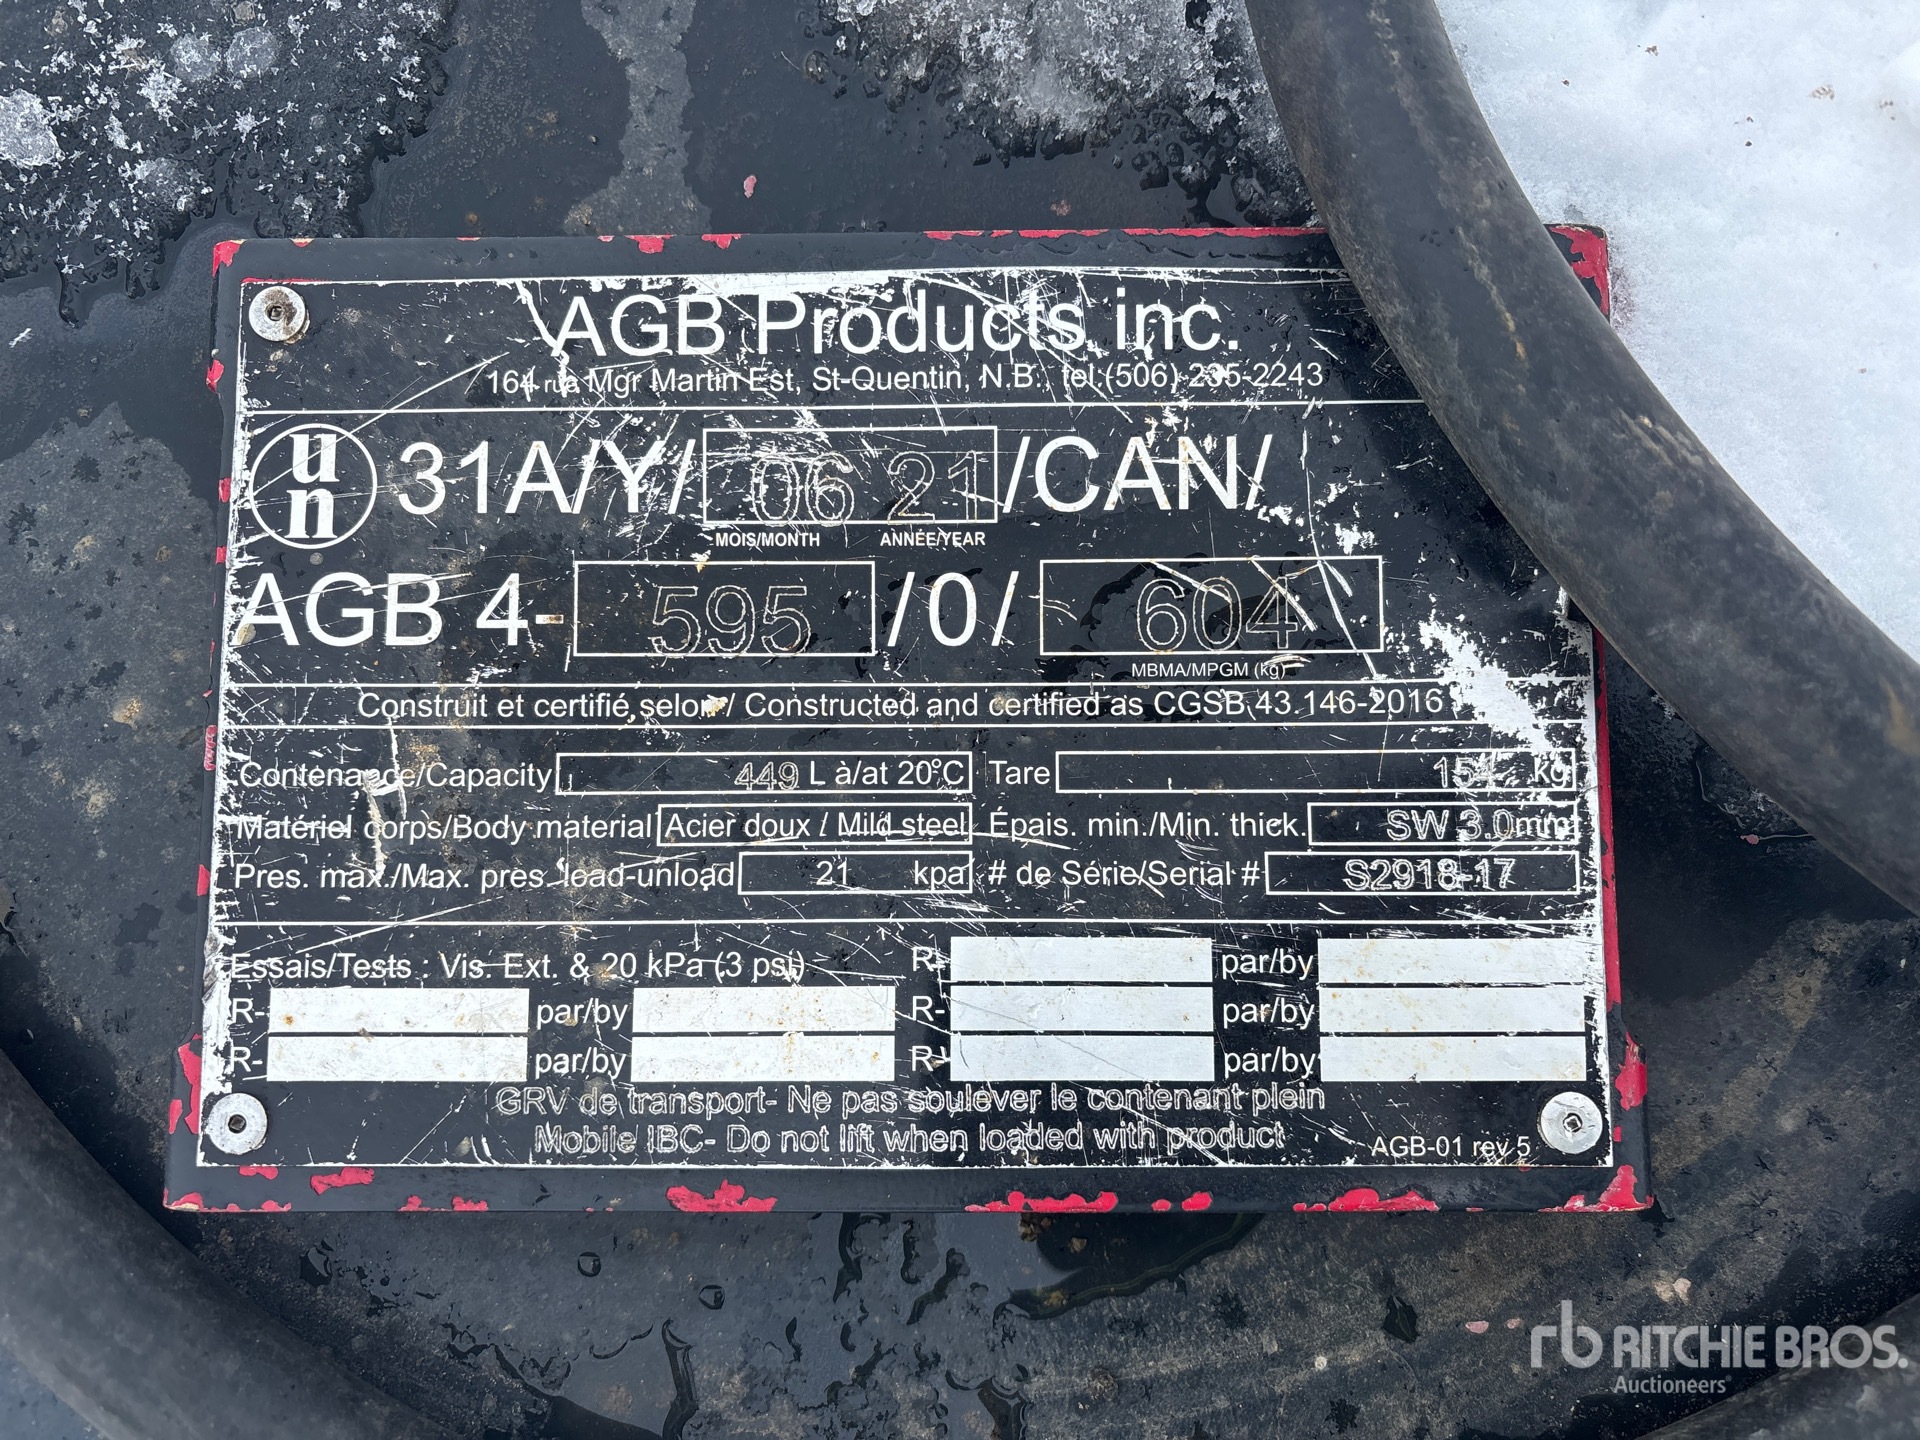 AGB Products inc.
164 rue Mgr Martin Est, St-Quentin, N.B., tel:(506) 235-2243
un 31A/Y/ 06 21 /CAN/
MOIS/MONTH ANNÉE/YEAR
AGB 4- 595 /0/ 604
MBMA/MPGM (kg)
Construit et certifié selon / Constructed and certified as CGSB 43.146-2016
Contenance/Capacity 449 L à/at 20°C Tare 154 kg
Matériel corps/Body material Acier doux / Mild steel Épais. min./Min. thick. SW 3.0mm
Pres. max./Max. pres. load-unload 21 kpa # de Série/Serial # S2918-17
Essais/Tests : Vis. Ext. & 20 kPa (3 psi) R- par/by
R- par/by R- par/by
R- par/by R- par/by
GRV de transport- Ne pas soulever le contenant plein
Mobile IBC- Do not lift when loaded with product
AGB-01 rev 5
rb RITCHIE BROS.
Auctioneers